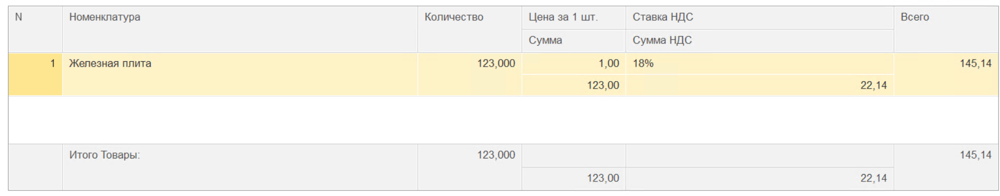 N Номенклатура Количество Цена за 1 шт. Ставка НДС Всего
Сумма Сумма НДС
1 Железная плита 123,000 1,00 18% 145,14
123,00 22,14
Итого Товары: 123,000 145,14
123,00 22,14